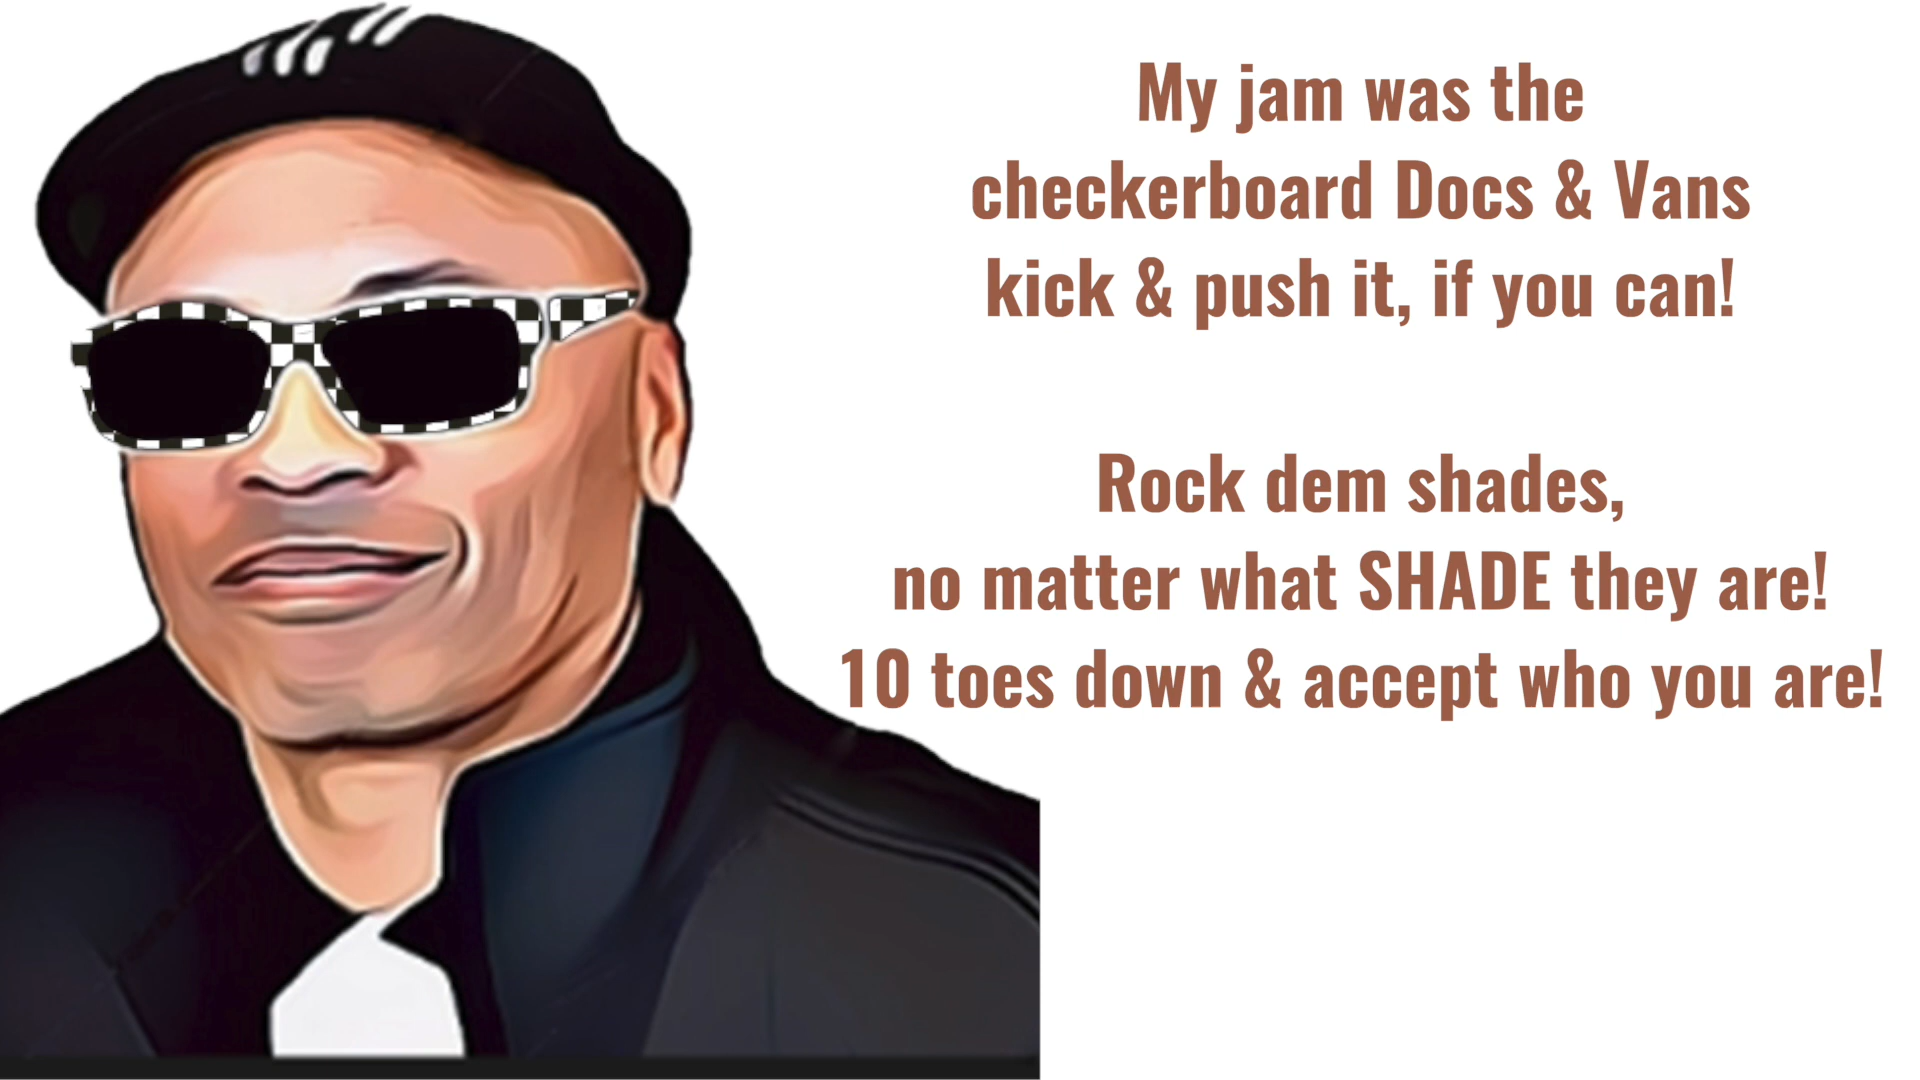 My jam was the
checkerboard Docs & Vans
kick & push it, if you can!
Rock dem shades,
no matter what SHADE they are!
10 toes down & accept who you are!